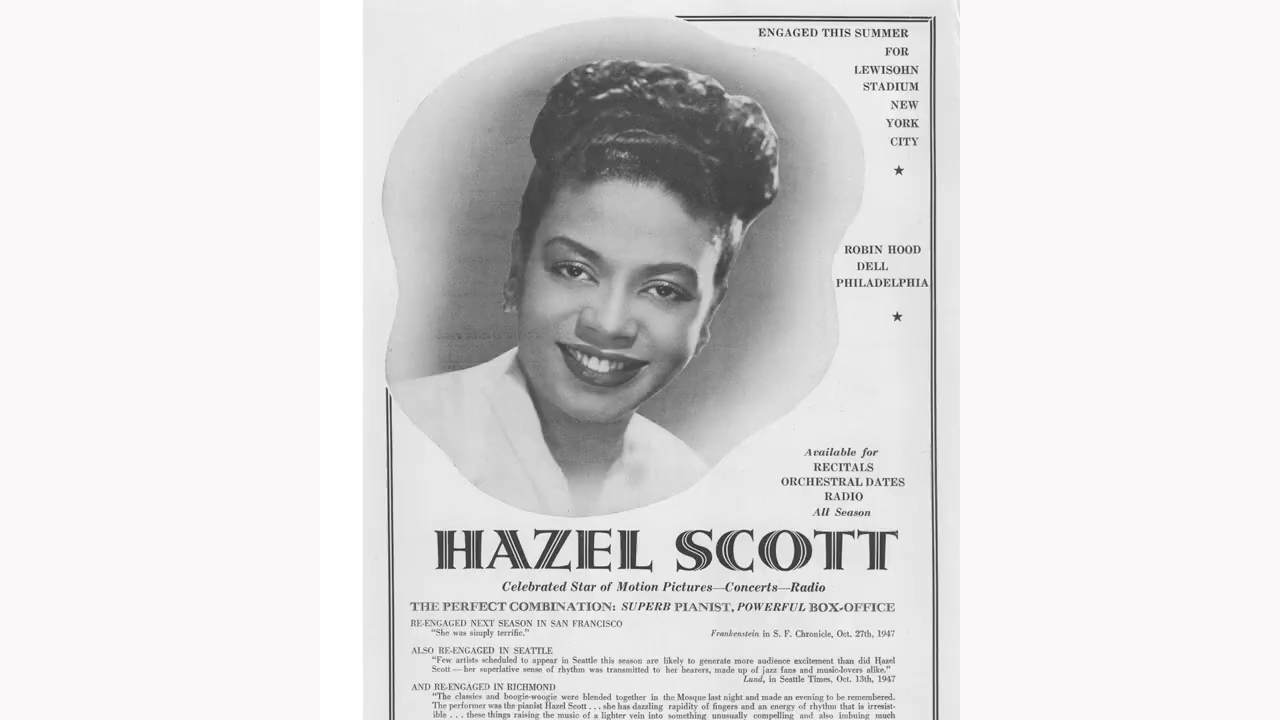 ENGAGED THIS SUMMER
FOR
LEWISOHN
STADIUM
NEW
YORK
CITY
ROBIN HOOD
DELL
PHILADELPHIA
Available for
RECITALS
ORCHESTRAL DATES
RADIO
All Season
HAZEL SCOTT
Celebrated Star of Motion Pictures—Concerts—Radio
THE PERFECT COMBINATION: SUPERB PIANIST, POWERFUL BOX-OFFICE
RE-ENGAGED NEXT SEASON IN SAN FRANCISCO
"She was simply terrific." Frankenstein in S. F. Chronicle, Oct. 27th, 1947
ALSO RE-ENGAGED IN SEATTLE
"Few artists scheduled to appear in Seattle this season are likely to generate more audience excitement than did Hazel
Scott — her superlative sense of rhythm was transmitted to her hearers, made up of jazz fans and music-lovers alike."
Lund, in Seattle Times, Oct. 13th, 1947
AND RE-ENGAGED IN RICHMOND
"The classics and boogie-woogie were blended together in the Mosque last night and made an evening to be remembered.
The performer was the pianist Hazel Scott . . . she has dazzling rapidity of fingers and an energy of rhythm that is irresist-
ible . . . these things raising the music of a lighter vein into something unusually compelling and also imbuing much